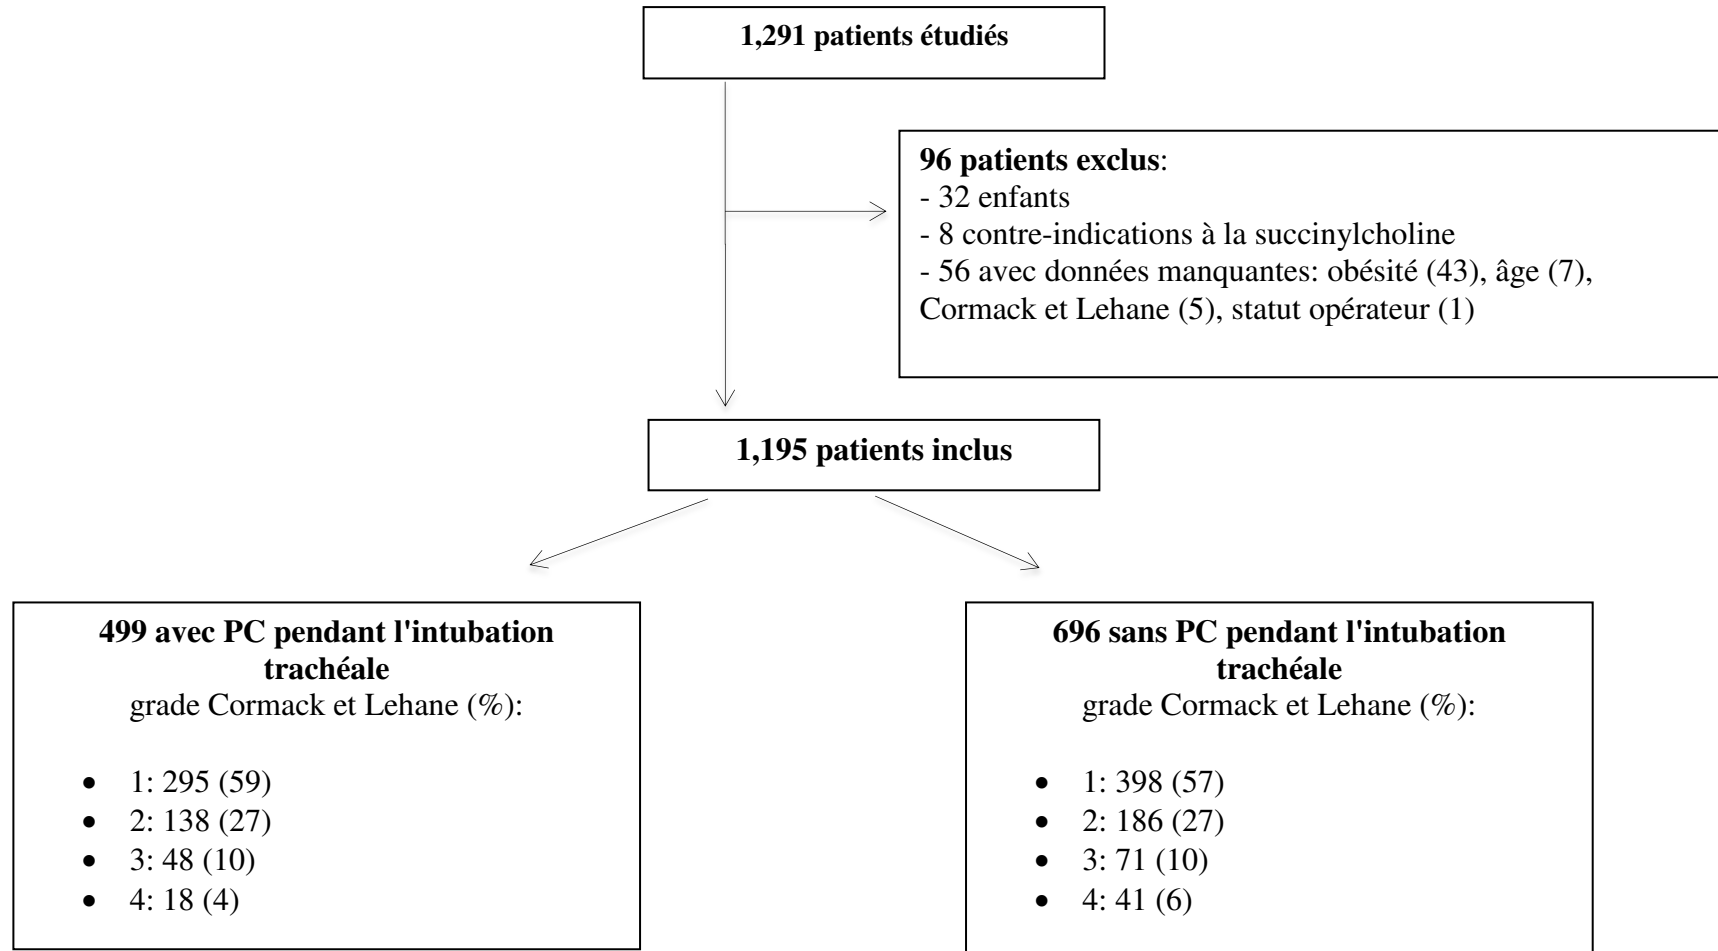 1,291 patients étudiés
96 patients exclus:
- 32 enfants
- 8 contre-indications à la succinylcholine
- 56 avec données manquantes: obésité (43), âge (7),
Cormack et Lehane (5), statut opérateur (1)
1,195 patients inclus
499 avec PC pendant l'intubation
trachéale
grade Cormack et Lehane (%):
• 1: 295 (59)
• 2: 138 (27)
• 3: 48 (10)
• 4: 18 (4)
696 sans PC pendant l'intubation
trachéale
grade Cormack et Lehane (%):
• 1: 398 (57)
• 2: 186 (27)
• 3: 71 (10)
• 4: 41 (6)